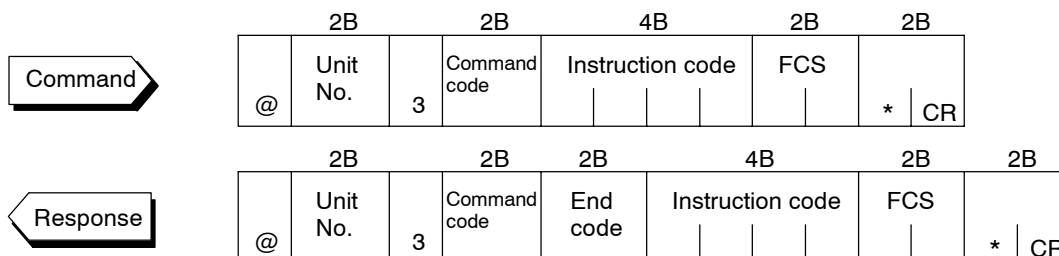 2B 2B 4B 2B 2B
Command @ Unit No. 3 Command code Instruction code FCS * CR
2B 2B 2B 4B 2B 2B
Response @ Unit No. 3 Command code End code Instruction code FCS * CR